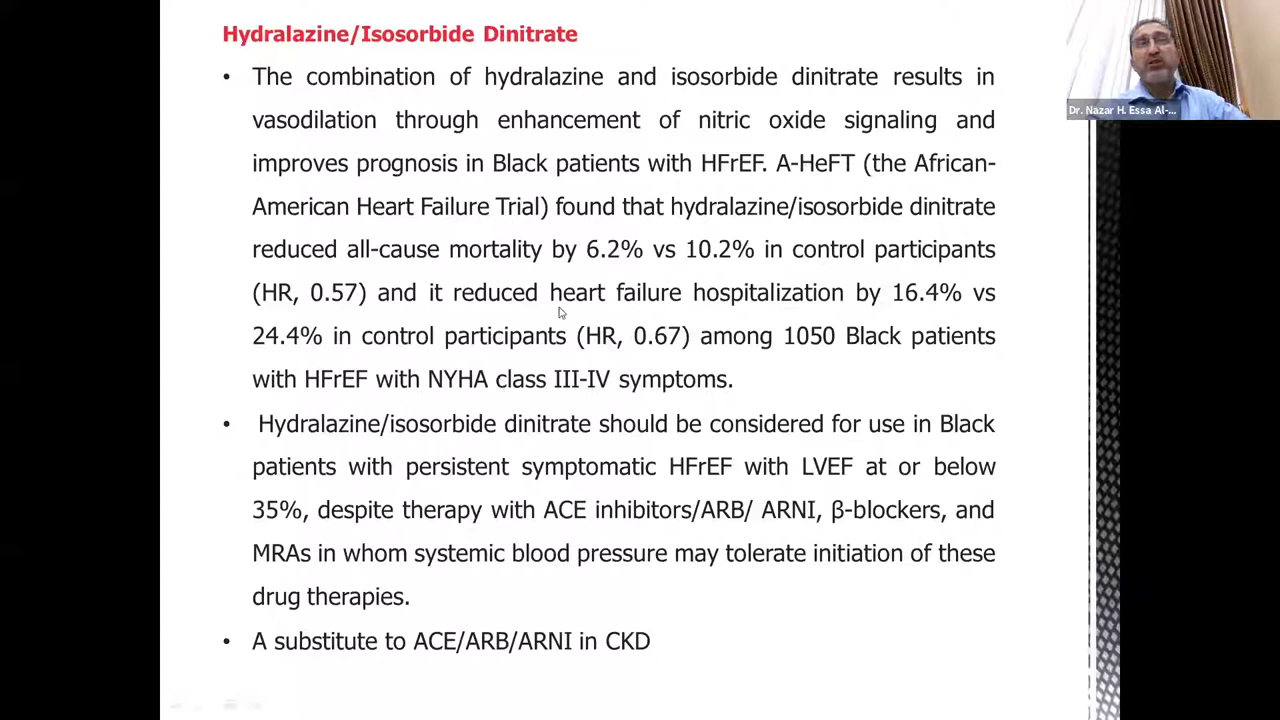 Hydralazine/Isosorbide Dinitrate
• The combination of hydralazine and isosorbide dinitrate results in
vasodilation through enhancement of nitric oxide signaling and
improves prognosis in Black patients with HFrEF. A-HeFT (the African-
American Heart Failure Trial) found that hydralazine/isosorbide dinitrate
reduced all-cause mortality by 6.2% vs 10.2% in control participants
(HR, 0.57) and it reduced heart failure hospitalization by 16.4% vs
24.4% in control participants (HR, 0.67) among 1050 Black patients
with HFrEF with NYHA class III-IV symptoms.
• Hydralazine/isosorbide dinitrate should be considered for use in Black
patients with persistent symptomatic HFrEF with LVEF at or below
35%, despite therapy with ACE inhibitors/ARB/ ARNI, β-blockers, and
MRAs in whom systemic blood pressure may tolerate initiation of these
drug therapies.
• A substitute to ACE/ARB/ARNI in CKD
Dr. Nazar H. Essa Al-...